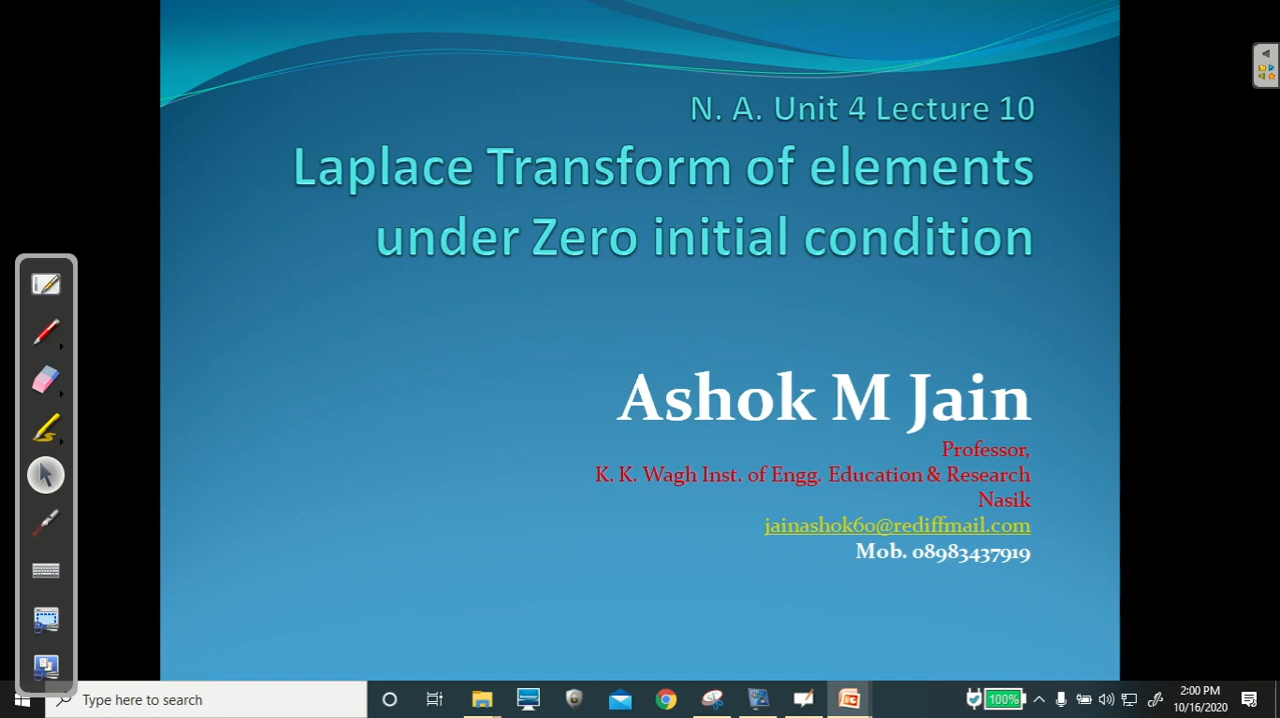 N. A. Unit 4 Lecture 10
Laplace Transform of elements
under Zero initial condition
Ashok M Jain
Professor,
K. K. Wagh Inst. of Engg. Education & Research
Nasik
jainashok60@rediffmail.com
Mob. 08983437919
Type here to search
100%
2:00 PM
10/16/2020